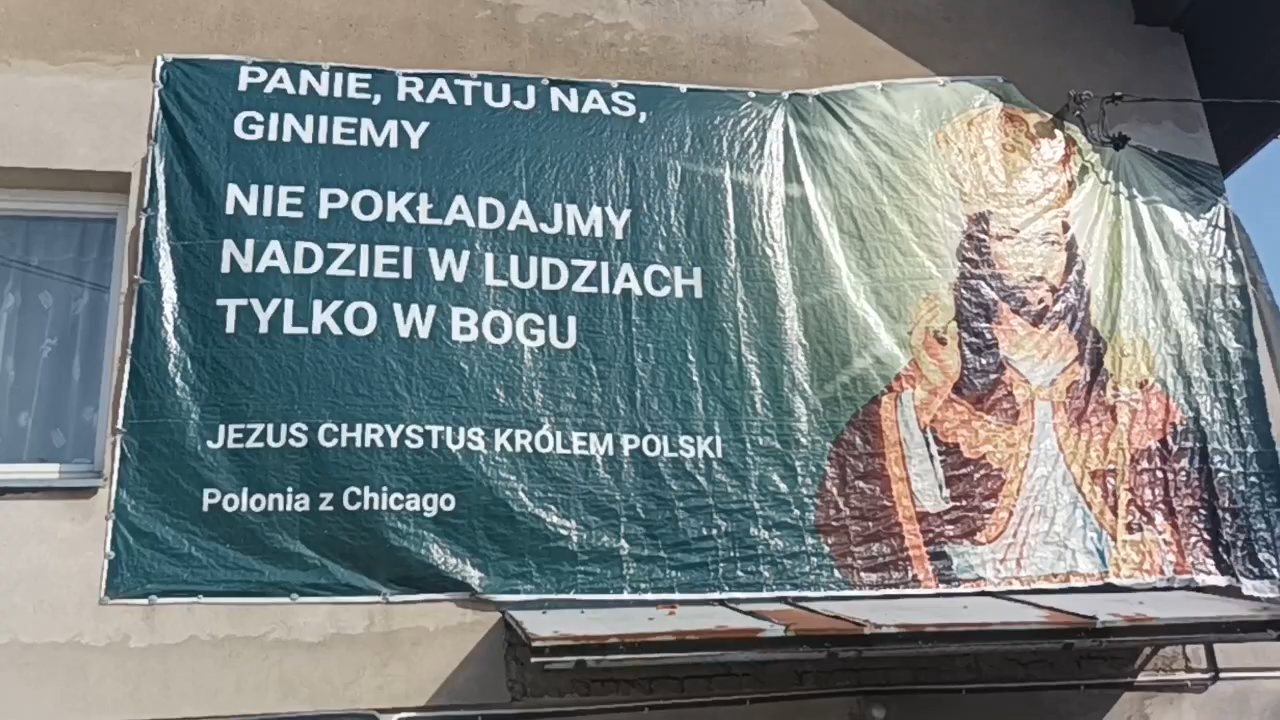 PANIE, RATUJ NAS,
GINIEMY
NIE POKŁADAJMY
NADZIEI W LUDZIACH
TYLKO W BOGU
JEZUS CHRYSTUS KRÓLEM POLSKI
Polonia z Chicago